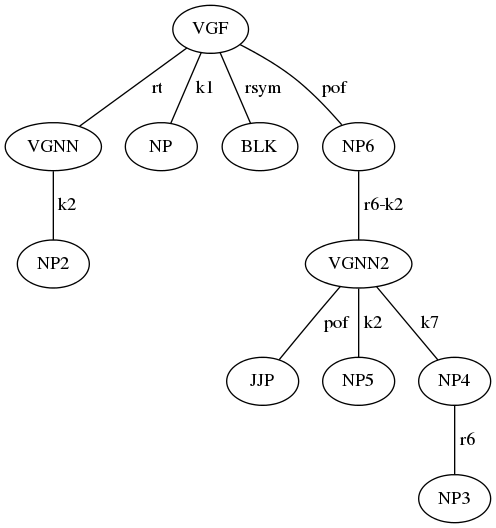 VGF
rt k1 rsym pof
VGNN NP BLK NP6
k2 r6-k2
NP2 VGNN2
pof k2 k7
JJP NP5 NP4
r6
NP3